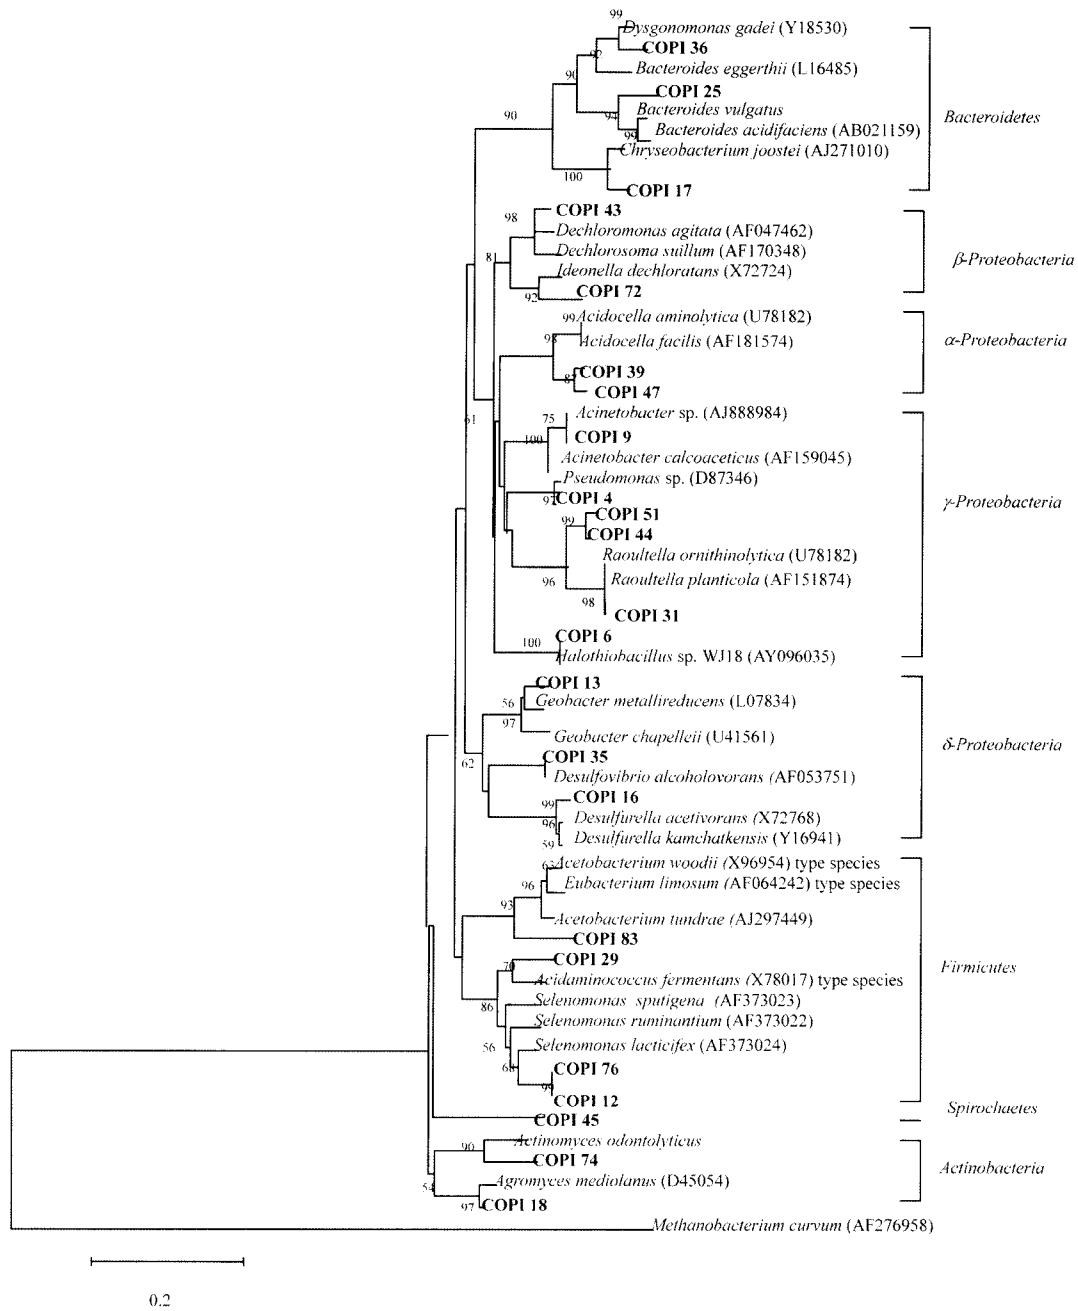 99
Dysgonomonas gadei (Y18530)
COPI 36
92
Bacteroides eggerthii (L16485)
90
COPI 25
94
Bacteroides vulgatus
90
Bacteroidetes
99
Bacteroides acidifaciens (AB021159)
Chryseobacterium joostei (AJ271010)
100
COPI 17
COPI 43
98
Dechloromonas agitata (AF047462)
Dechlorosoma suillum (AF170348)
81
β-Proteobacteria
Ideonella dechloratans (X72724)
92
COPI 72
99
Acidocella aminolytica (U78182)
98
Acidocella facilis (AF181574)
α-Proteobacteria
COPI 39
COPI 47
61
75
Acinetobacter sp. (AJ888984)
100
COPI 9
Acinetobacter calcoaceticus (AF159045)
Pseudomonas sp. (D87346)
97
COPI 4
γ-Proteobacteria
COPI 51
99
COPI 44
Raoultella ornithinolytica (U78182)
96
Raoultella planticola (AF151874)
98
COPI 31
COPI 6
100
Halothiobacillus sp. WJ18 (AY096035)
COPI 13
56
Geobacter metallireducens (L07834)
97
Geobacter chapelleii (U41561)
δ-Proteobacteria
62
COPI 35
Desulfovibrio alcoholovorans (AF053751)
COPI 16
99
96
Desulfurella acetivorans (X72768)
59
Desulfurella kamchatkensis (Y16941)
63
Acetobacterium woodii (X96954) type species
96
Eubacterium limosum (AF064242) type species
93
Acetobacterium tundrae (AJ297449)
COPI 83
COPI 29
70
Firmicutes
Acidaminococcus fermentans (X78017) type species
86
Selenomonas sputigena (AF373023)
Selenomonas ruminantium (AF373022)
56
Selenomonas lacticifex (AF373024)
68
COPI 76
99
COPI 12
Spirochaetes
COPI 45
Actinomyces odontolyticus
90
COPI 74
Actinobacteria
54
Agromyces mediolanus (D45054)
97
COPI 18
Methanobacterium curvum (AF276958)
0.2